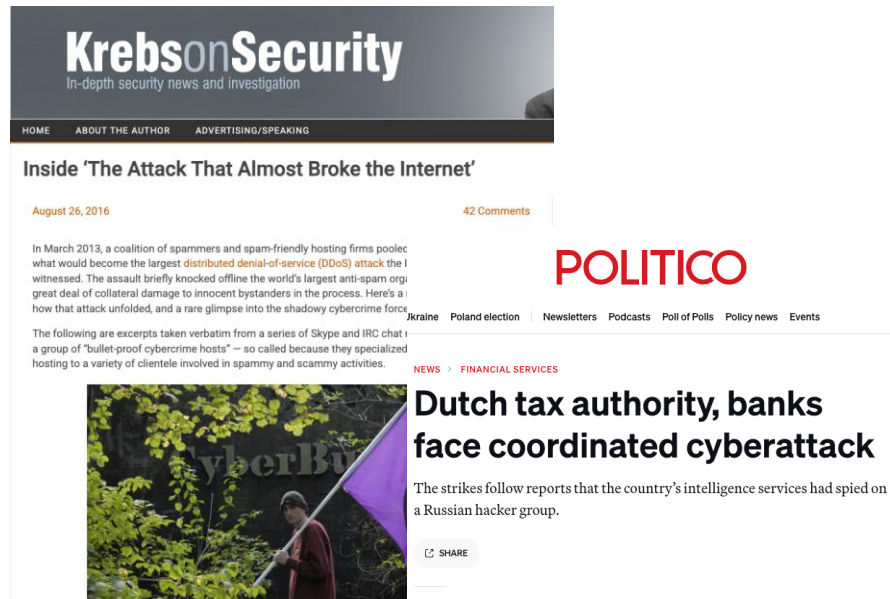 KrebsonSecurity
In-depth security news and investigation
HOME ABOUT THE AUTHOR ADVERTISING/SPEAKING
Inside ‘The Attack That Almost Broke the Internet’
August 26, 2016 42 Comments
In March 2013, a coalition of spammers and spam-friendly hosting firms pooled
what would become the largest distributed denial-of-service (DDoS) attack the
witnessed. The assault briefly knocked offline the world's largest anti-spam
great deal of collateral damage to innocent bystanders in the process. Here's a
how that attack unfolded, and a rare glimpse into the shadowy cybercrime
The following are excerpts taken verbatim from a series of Skype and IRC chat
a group of “bullet-proof cybercrime hosts” — so called because they specialized
hosting to a variety of clientele involved in spammy and scammy activities.
CyberBu
POLITICO
Ukraine Poland election Newsletters Podcasts Poll of Polls Policy news Events
NEWS > FINANCIAL SERVICES
Dutch tax authority, banks
face coordinated cyberattack
The strikes follow reports that the country’s intelligence services had spied on
a Russian hacker group.
SHARE